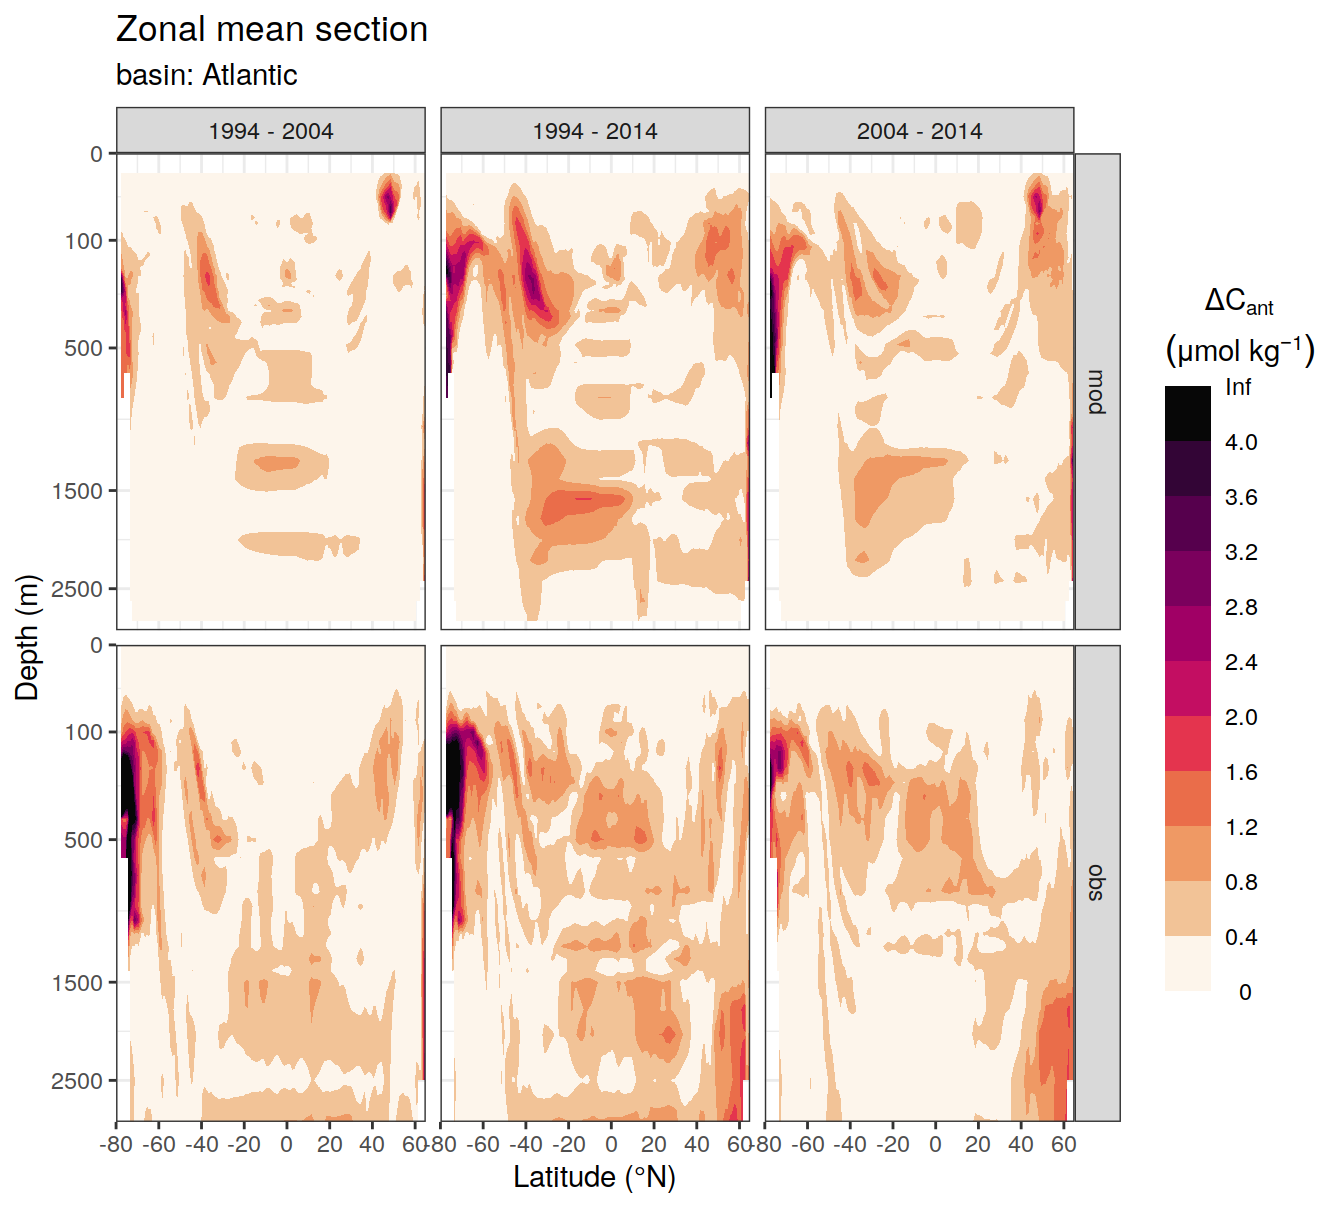 Zonal mean section
basin: Atlantic
1994 - 2004 1994 - 2014 2004 - 2014
0
100
500
1500
2500
mod
0
100
500
1500
2500
obs
Depth (m)
-80 -60 -40 -20 0 20 40 60 -80 -60 -40 -20 0 20 40 60 -80 -60 -40 -20 0 20 40 60
Latitude (°N)
ΔCant
(μmol kg⁻¹)
Inf
4.0
3.6
3.2
2.8
2.4
2.0
1.6
1.2
0.8
0.4
0